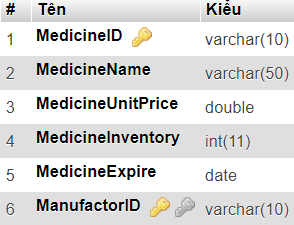 # Tên Kiểu
1 MedicineID varchar(10)
2 MedicineName varchar(50)
3 MedicineUnitPrice double
4 MedicineInventory int(11)
5 MedicineExpire date
6 ManufactorID varchar(10)